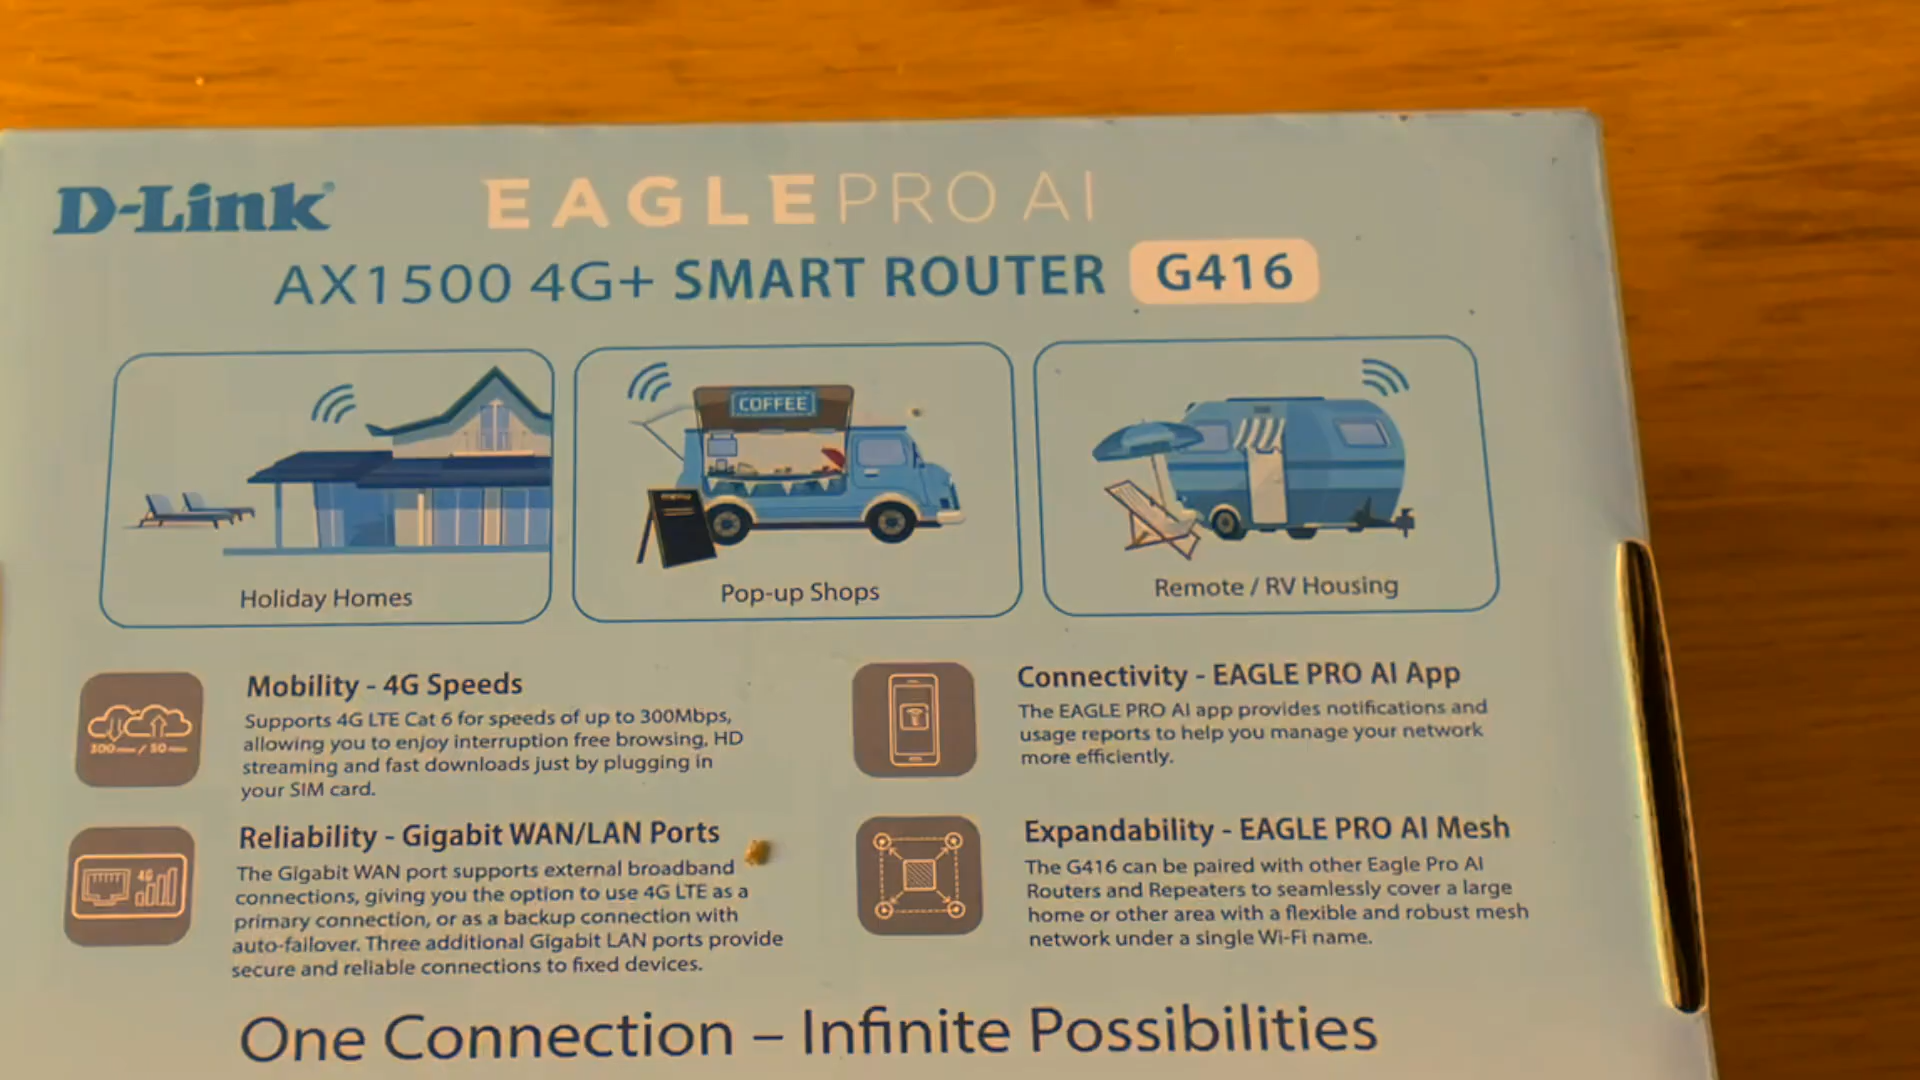 D-Link
EAGLE PRO AI
AX1500 4G+ SMART ROUTER G416
COFFEE
Holiday Homes
Pop-up Shops
Remote / RV Housing
Mobility - 4G Speeds
Supports 4G LTE Cat 6 for speeds of up to 300Mbps,
allowing you to enjoy interruption free browsing, HD
streaming and fast downloads just by plugging in
your SIM card.
Connectivity - EAGLE PRO AI App
The EAGLE PRO AI app provides notifications and
usage reports to help you manage your network
more efficiently.
Reliability - Gigabit WAN/LAN Ports
The Gigabit WAN port supports external broadband
connections, giving you the option to use 4G LTE as a
primary connection, or as a backup connection with
auto-failover. Three additional Gigabit LAN ports provide
secure and reliable connections to fixed devices.
4G
Expandability - EAGLE PRO AI Mesh
The G416 can be paired with other Eagle Pro AI
Routers and Repeaters to seamlessly cover a large
home or other area with a flexible and robust mesh
network under a single Wi-Fi name.
One Connection – Infinite Possibilities